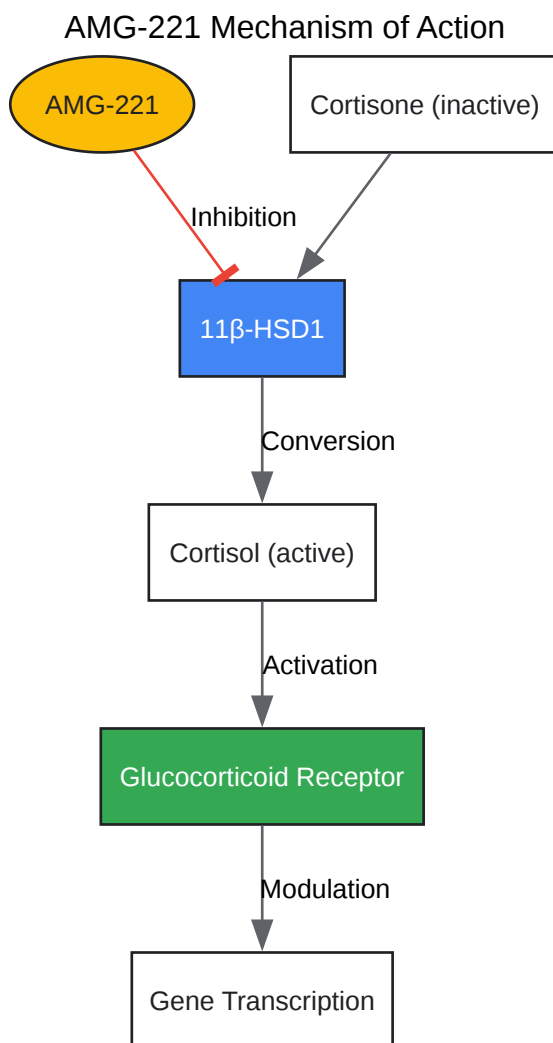 AMG-221 Mechanism of Action
AMG-221
Cortisone (inactive)
Inhibition
11β-HSD1
Conversion
Cortisol (active)
Activation
Glucocorticoid Receptor
Modulation
Gene Transcription